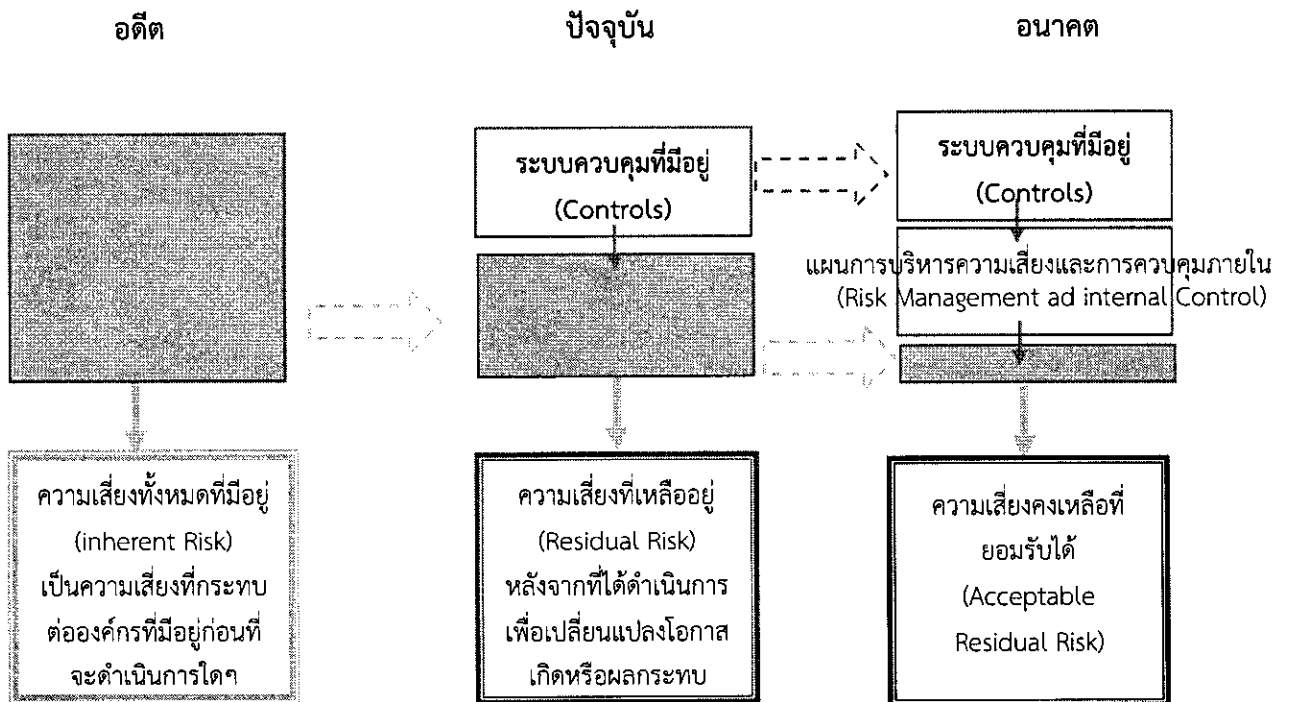 อดีต
ปัจจุบัน
อนาคต
ระบบควบคุมที่มีอยู่
(Controls)
ระบบควบคุมที่มีอยู่
(Controls)
แผนการบริหารความเสี่ยงและการควบคุมภายใน
(Risk Management ad internal Control)
ความเสี่ยงทั้งหมดที่มีอยู่
(inherent Risk)
เป็นความเสี่ยงที่กระทบ
ต่อองค์กรที่มีอยู่ก่อนที่
จะดำเนินการใดๆ
ความเสี่ยงที่เหลืออยู่
(Residual Risk)
หลังจากที่ได้ดำเนินการ
เพื่อเปลี่ยนแปลงโอกาส
เกิดหรือผลกระทบ
ความเสี่ยงคงเหลือที่
ยอมรับได้
(Acceptable
Residual Risk)